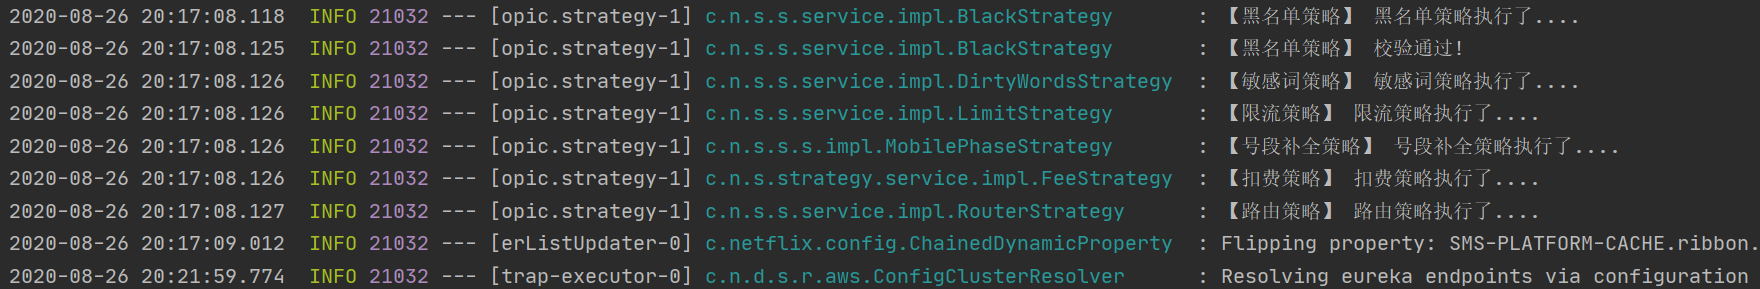 2020-08-26 20:17:08.118  INFO 21032 --- [opic.strategy-1] c.n.s.s.service.impl.BlackStrategy       : 【黑名单策略】 黑名单策略执行了....
2020-08-26 20:17:08.125  INFO 21032 --- [opic.strategy-1] c.n.s.s.service.impl.BlackStrategy       : 【黑名单策略】 校验通过!
2020-08-26 20:17:08.126  INFO 21032 --- [opic.strategy-1] c.n.s.s.service.impl.DirtyWordsStrategy  : 【敏感词策略】 敏感词策略执行了....
2020-08-26 20:17:08.126  INFO 21032 --- [opic.strategy-1] c.n.s.s.service.impl.LimitStrategy       : 【限流策略】 限流策略执行了....
2020-08-26 20:17:08.126  INFO 21032 --- [opic.strategy-1] c.n.s.s.s.impl.MobilePhaseStrategy       : 【号段补全策略】 号段补全策略执行了....
2020-08-26 20:17:08.126  INFO 21032 --- [opic.strategy-1] c.n.s.strategy.service.impl.FeeStrategy  : 【扣费策略】 扣费策略执行了....
2020-08-26 20:17:08.127  INFO 21032 --- [opic.strategy-1] c.n.s.s.service.impl.RouterStrategy      : 【路由策略】 路由策略执行了....
2020-08-26 20:17:09.012  INFO 21032 --- [erListUpdater-0] c.netflix.config.ChainedDynamicProperty  : Flipping property: SMS-PLATFORM-CACHE.ribbon.
2020-08-26 20:21:59.774  INFO 21032 --- [trap-executor-0] c.n.d.s.r.aws.ConfigClusterResolver      : Resolving eureka endpoints via configuration